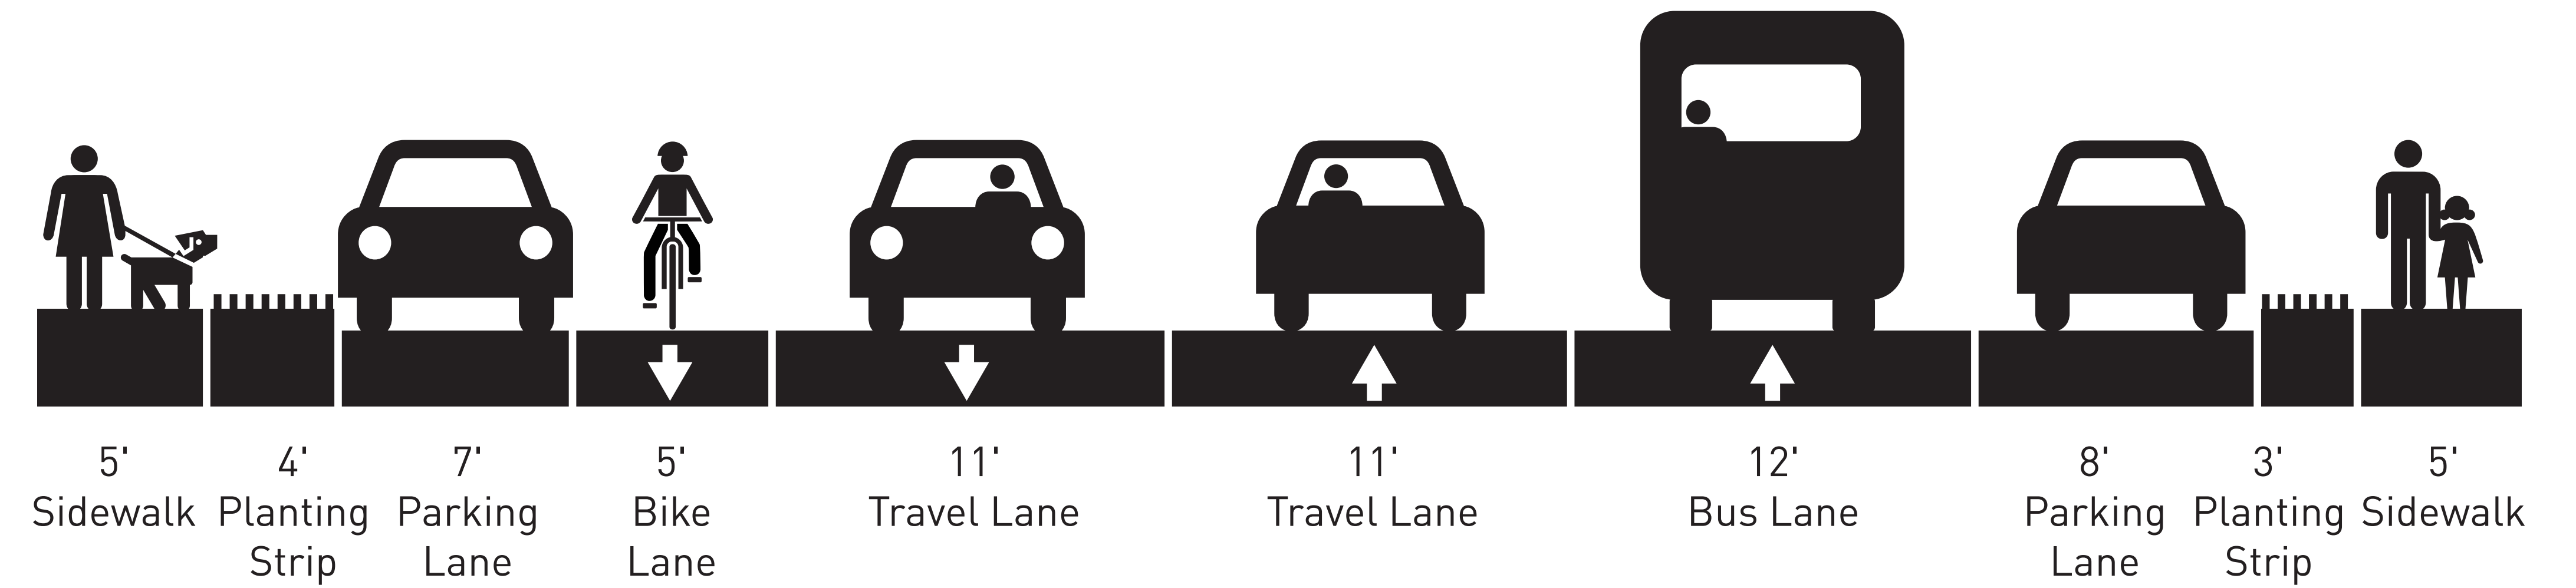 5' 4' 7' 5' 11' 11' 12' 8' 3' 5'
Sidewalk Planting Parking Bike Travel Lane Travel Lane Bus Lane Parking Planting Sidewalk
Strip Lane Lane Lane Strip